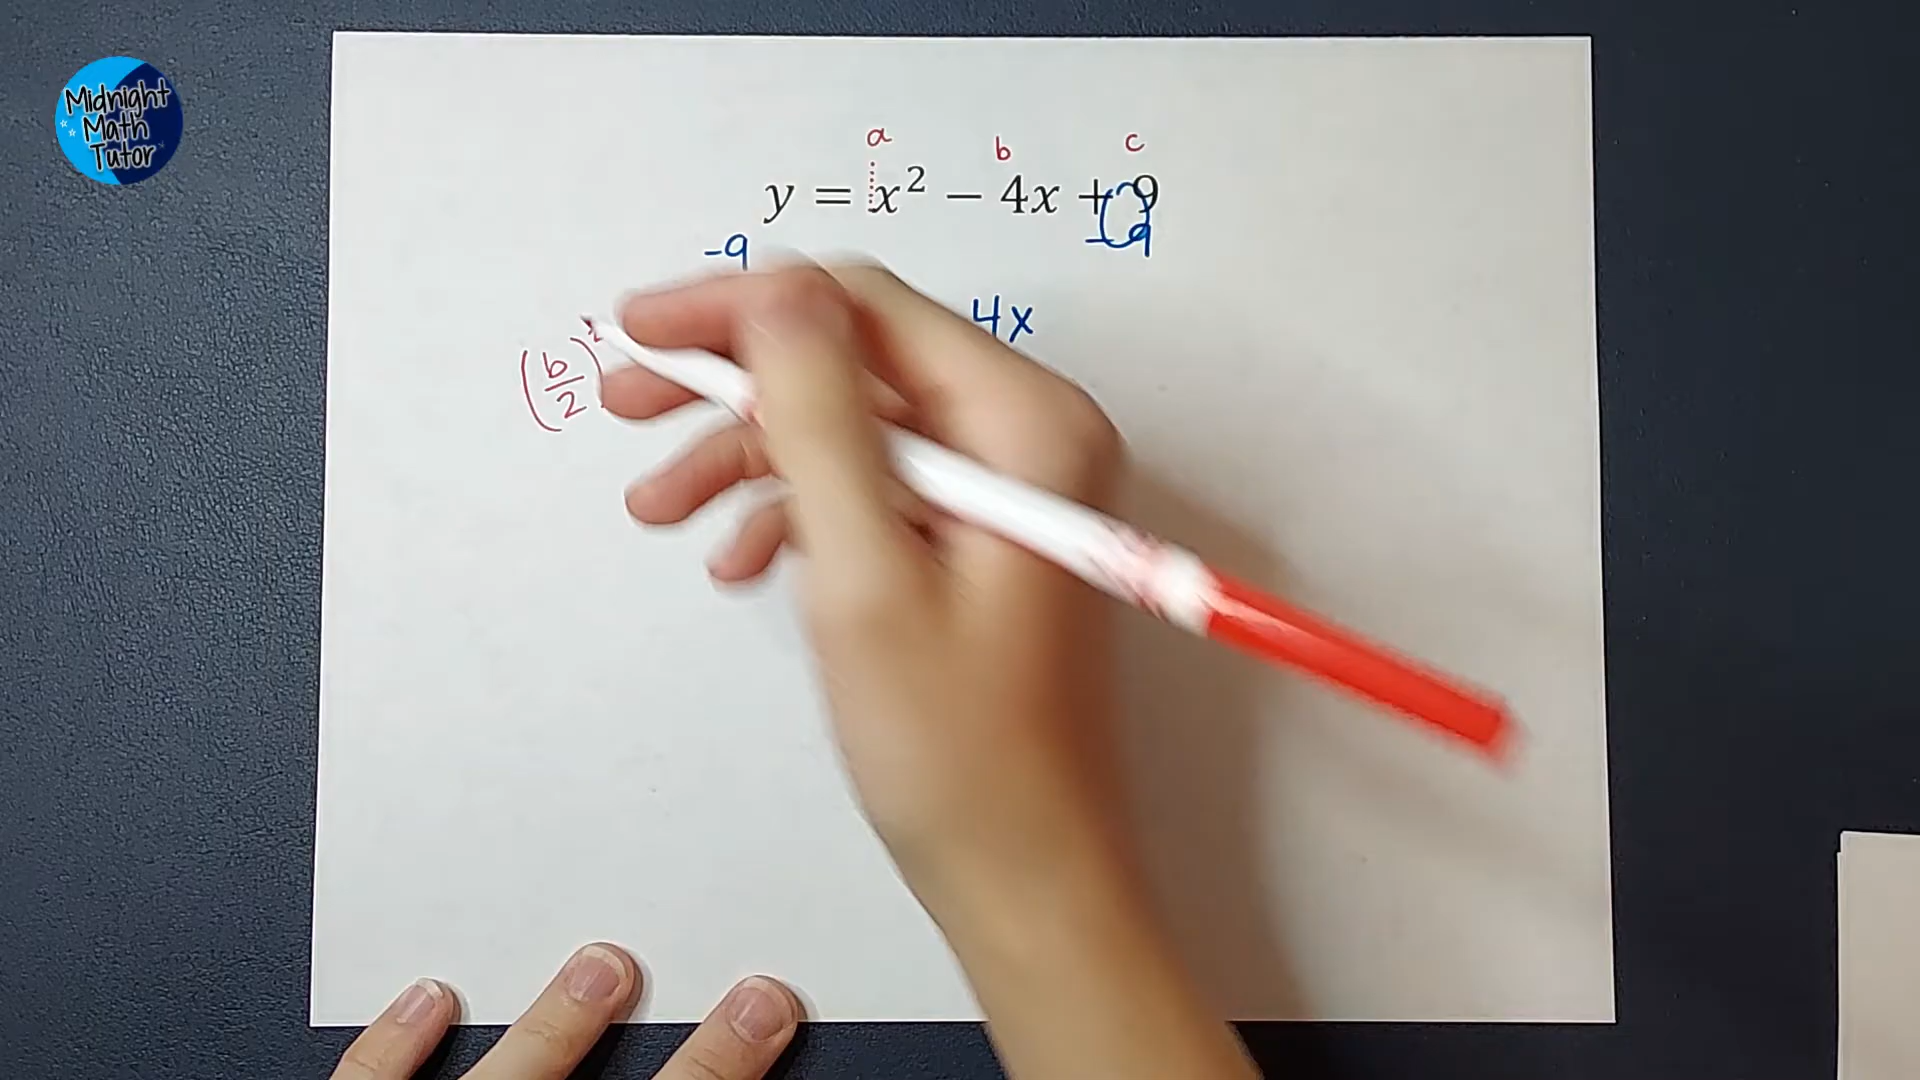 Midnight
Math
Tutor
a b c
y = x² − 4x + 9
-9 -9
4x
(b/2)²